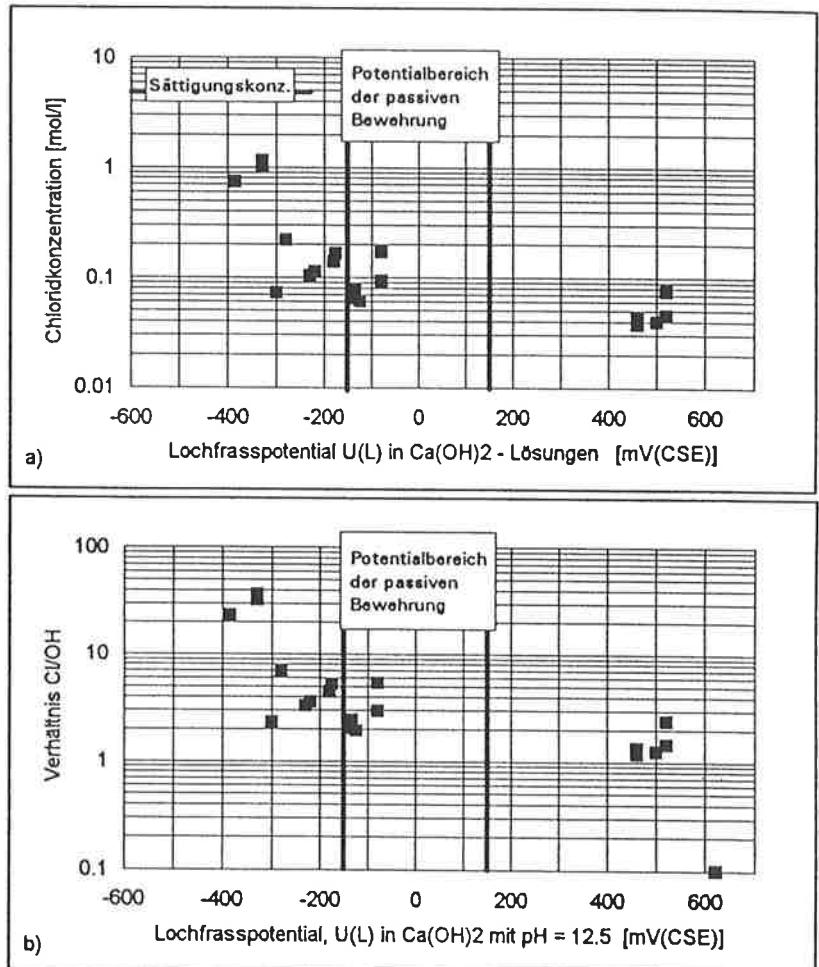 10
1
0.1
0.01
Chloridkonzentration [mol/l]
Sättigungskonz.
Potentialbereich
der passiven
Bewehrung
-600 -400 -200 0 200 400 600
Lochfrasspotential U(L) in Ca(OH)2 - Lösungen [mV(CSE)]
a)
100
10
1
0.1
Verhältnis Cl/OH
Potentialbereich
der passiven
Bewehrung
-600 -400 -200 0 200 400 600
Lochfrasspotential, U(L) in Ca(OH)2 mit pH = 12.5 [mV(CSE)]
b)